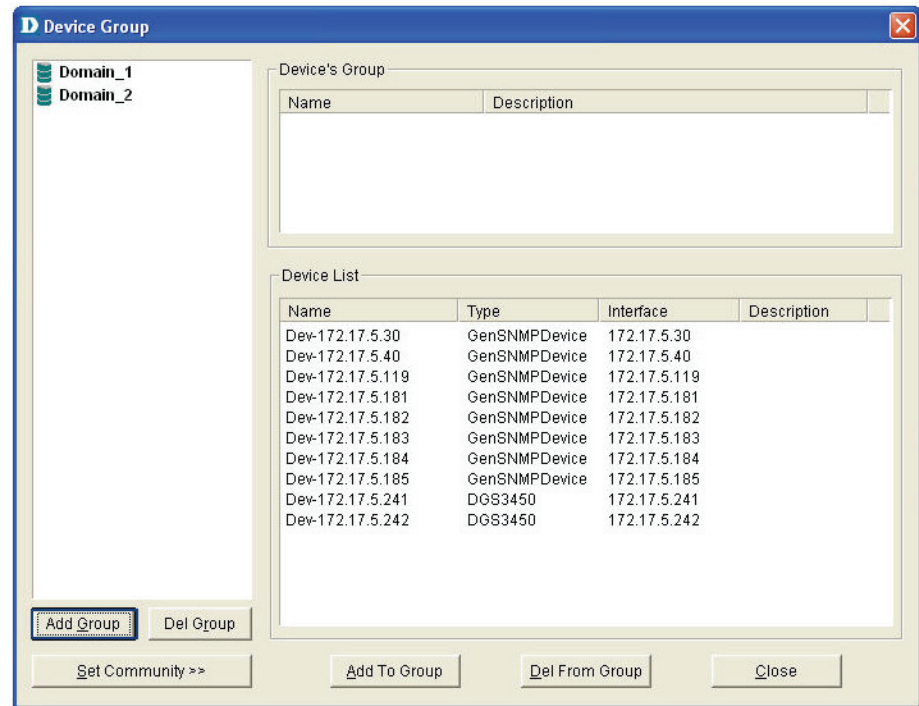 D Device Group
Domain_1
Domain_2
Device's Group
Name Description
Device List
Name Type Interface Description
Dev-172.17.5.30 GenSNMPDevice 172.17.5.30
Dev-172.17.5.40 GenSNMPDevice 172.17.5.40
Dev-172.17.5.119 GenSNMPDevice 172.17.5.119
Dev-172.17.5.181 GenSNMPDevice 172.17.5.181
Dev-172.17.5.182 GenSNMPDevice 172.17.5.182
Dev-172.17.5.183 GenSNMPDevice 172.17.5.183
Dev-172.17.5.184 GenSNMPDevice 172.17.5.184
Dev-172.17.5.185 GenSNMPDevice 172.17.5.185
Dev-172.17.5.241 DGS3450 172.17.5.241
Dev-172.17.5.242 DGS3450 172.17.5.242
Add Group Del Group
Set Community >> Add To Group Del From Group Close